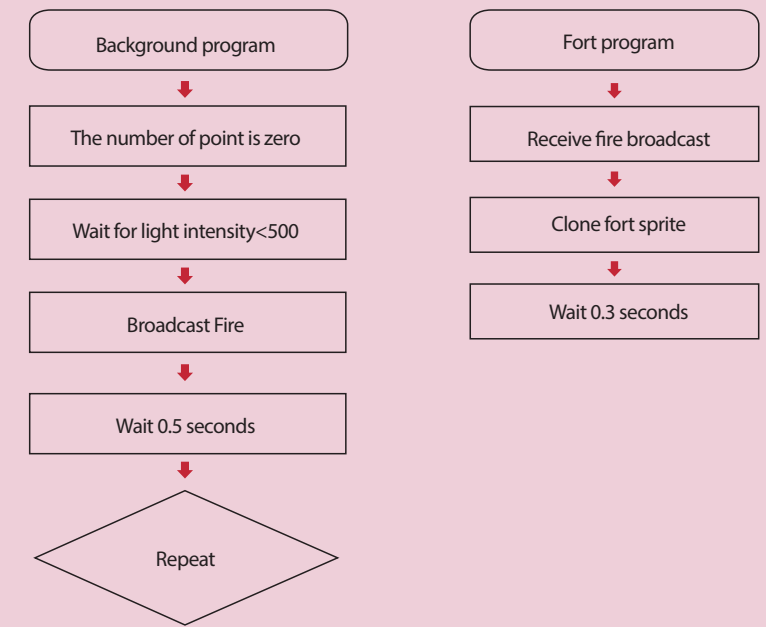 Background program
The number of point is zero
Wait for light intensity<500
Broadcast Fire
Wait 0.5 seconds
Repeat
Fort program
Receive fire broadcast
Clone fort sprite
Wait 0.3 seconds